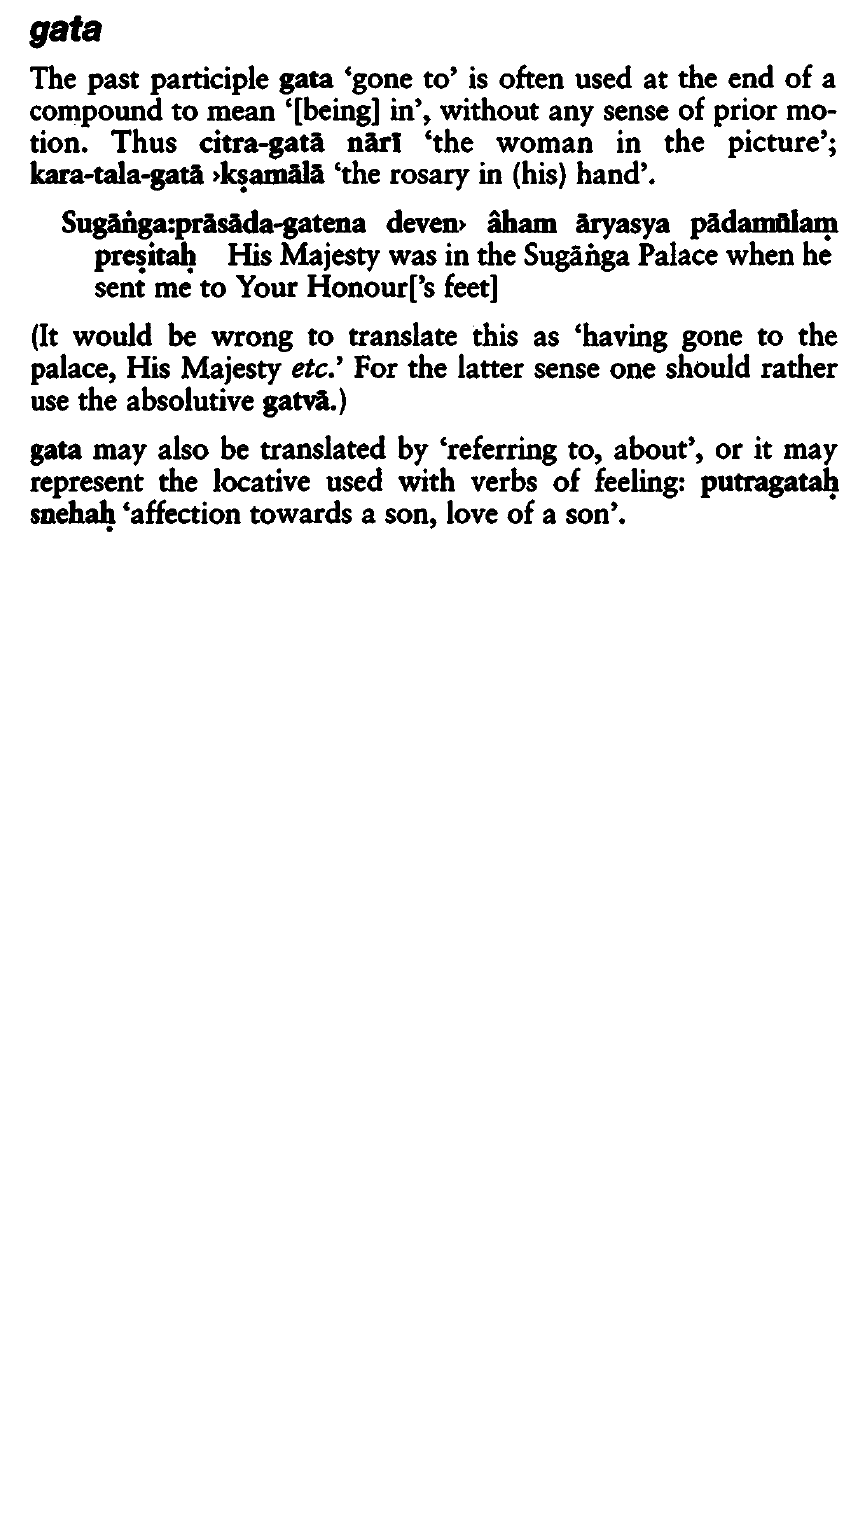 gata
The past participle gata ‘gone to’ is often used at the end of a
compound to mean ‘[being] in’, without any sense of prior mo-
tion. Thus citra-gatā nārī ‘the woman in the picture’;
kara-tala-gatā ›kṣamālā ‘the rosary in (his) hand’.
Sugāṅga:prāsāda-gatena deven› âham āryasya pādamūlaṃ
preṣitaḥ His Majesty was in the Sugāṅga Palace when he
sent me to Your Honour[’s feet]
(It would be wrong to translate this as ‘having gone to the
palace, His Majesty etc.’ For the latter sense one should rather
use the absolutive gatvā.)
gata may also be translated by ‘referring to, about’, or it may
represent the locative used with verbs of feeling: putragataḥ
snehaḥ ‘affection towards a son, love of a son’.